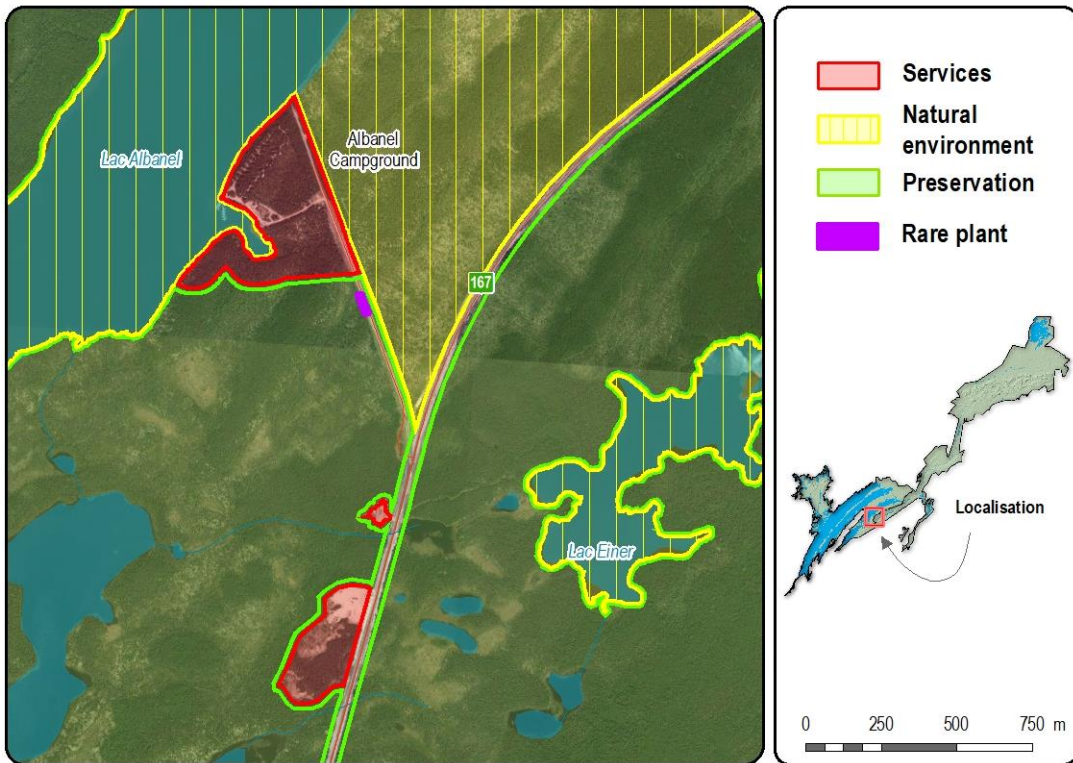 Lac Albanel
Albanel
Campground
167
Lac Einer
Services
Natural
environment
Preservation
Rare plant
Localisation
0 250 500 750 m